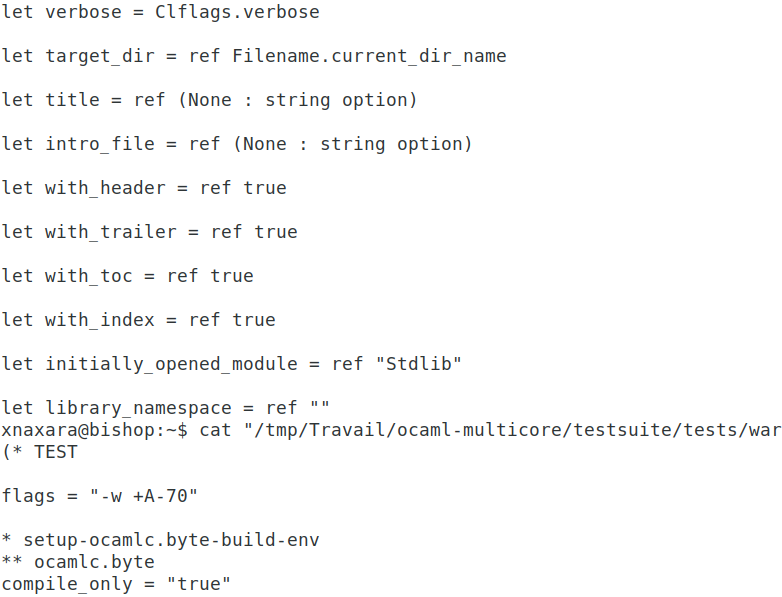 let verbose = Clflags.verbose
let target_dir = ref Filename.current_dir_name
let title = ref (None : string option)
let intro_file = ref (None : string option)
let with_header = ref true
let with_trailer = ref true
let with_toc = ref true
let with_index = ref true
let initially_opened_module = ref "Stdlib"
let library_namespace = ref ""
xnaxara@bishop:~$ cat "/tmp/Travail/ocaml-multicore/testsuite/tests/war
(* TEST
flags = "-w +A-70"
* setup-ocamlc.byte-build-env
** ocamlc.byte
compile_only = "true"